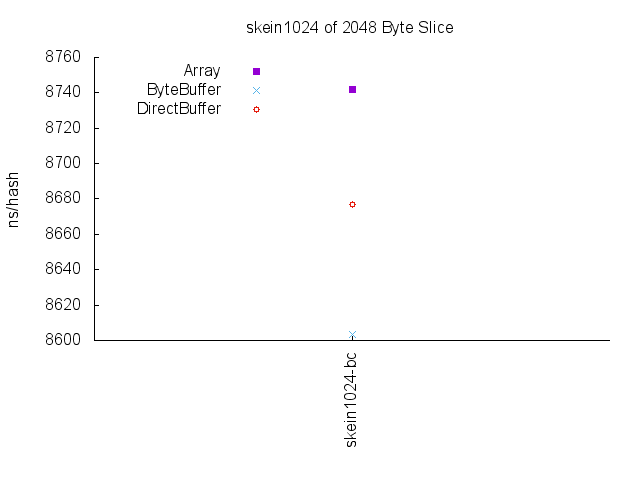 skein1024 of 2048 Byte Slice
8760
8740
8720
8700
8680
8660
8640
8620
8600
ns/hash
Array
ByteBuffer
DirectBuffer
skein1024-bc